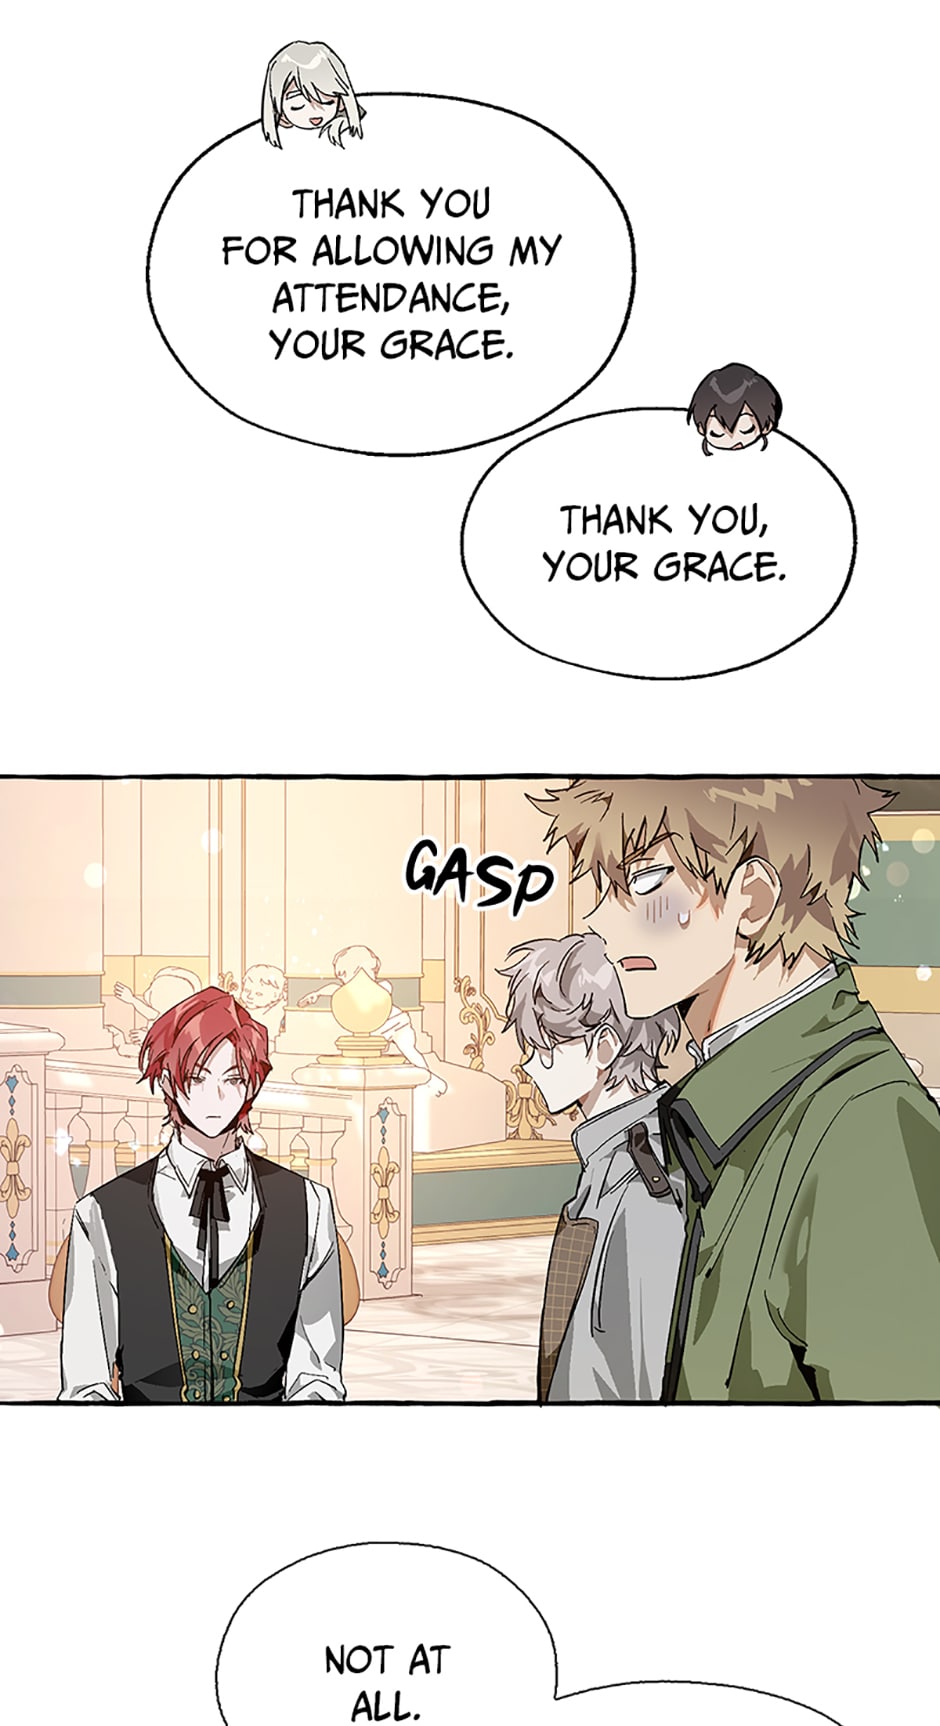 THANK YOU
FOR ALLOWING MY
ATTENDANCE,
YOUR GRACE.
THANK YOU,
YOUR GRACE.
GASP
NOT AT
ALL.